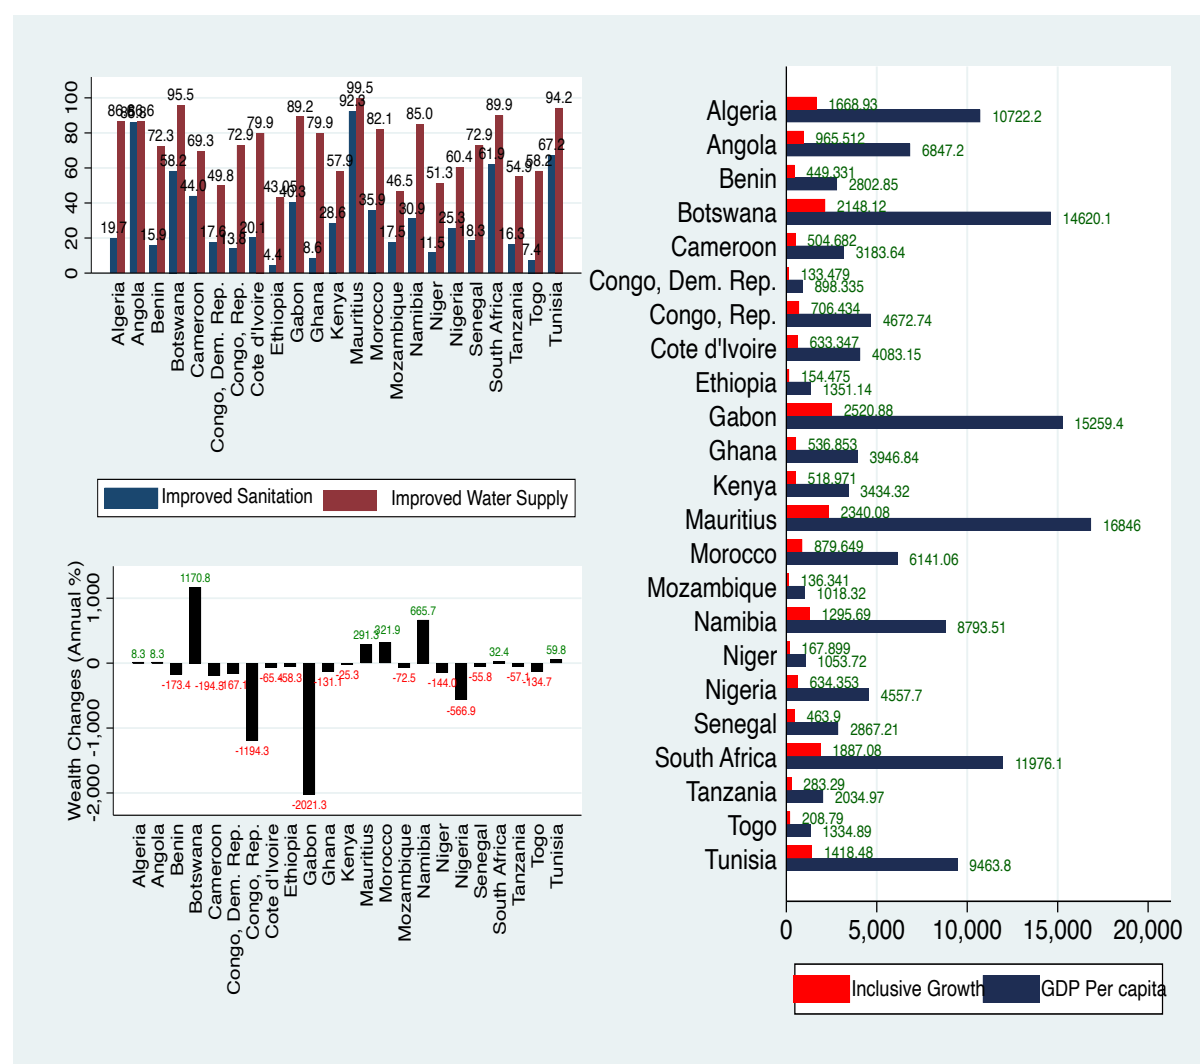 100
80
60
40
20
0
19.7
86.6
85.8
86.6
15.9
72.3
58.2
95.5
44.0
69.3
17.6
49.8
13.8
72.9
20.1
79.9
4.4
43.05
40.3
89.2
8.6
79.9
28.6
57.9
92.3
99.5
35.9
82.1
17.5
46.5
30.9
85.0
11.5
51.3
25.3
60.4
18.3
72.9
61.9
89.9
16.3
54.9
7.4
58.2
67.2
94.2
Algeria
Angola
Benin
Botswana
Cameroon
Congo, Dem. Rep.
Congo, Rep.
Cote d'Ivoire
Ethiopia
Gabon
Ghana
Kenya
Mauritius
Morocco
Mozambique
Namibia
Niger
Nigeria
Senegal
South Africa
Tanzania
Togo
Tunisia
Improved Sanitation
Improved Water Supply
Wealth Changes (Annual %)
1,000
0
-1,000
-2,000
8.3
8.3
-173.4
1170.8
-194.3
-167.1
-1194.3
-65.4
-58.3
-2021.3
-131.1
-25.3
291.3
321.9
-72.5
665.7
-144.0
-566.9
-55.8
32.4
-57.1
-134.7
59.8
Algeria
Angola
Benin
Botswana
Cameroon
Congo, Dem. Rep.
Congo, Rep.
Cote d'Ivoire
Ethiopia
Gabon
Ghana
Kenya
Mauritius
Morocco
Mozambique
Namibia
Niger
Nigeria
Senegal
South Africa
Tanzania
Togo
Tunisia
Algeria 1668.93
10722.2
Angola 965.512
6847.2
Benin 449.331
2802.85
Botswana 2148.12
14620.1
Cameroon 504.682
3183.64
Congo, Dem. Rep. 133.479
898.335
Congo, Rep. 706.434
4672.74
Cote d'Ivoire 633.347
4083.15
Ethiopia 154.475
1351.14
Gabon 2520.88
15259.4
Ghana 536.853
3946.84
Kenya 518.971
3434.32
Mauritius 2340.08
16846
Morocco 879.649
6141.06
Mozambique 136.341
1018.32
Namibia 1295.69
8793.51
Niger 167.899
1053.72
Nigeria 634.353
4557.7
Senegal 463.9
2867.21
South Africa 1887.08
11976.1
Tanzania 283.29
2034.97
Togo 208.79
1334.89
Tunisia 1418.48
9463.8
0 5,000 10,000 15,000 20,000
Inclusive Growth GDP Per capita